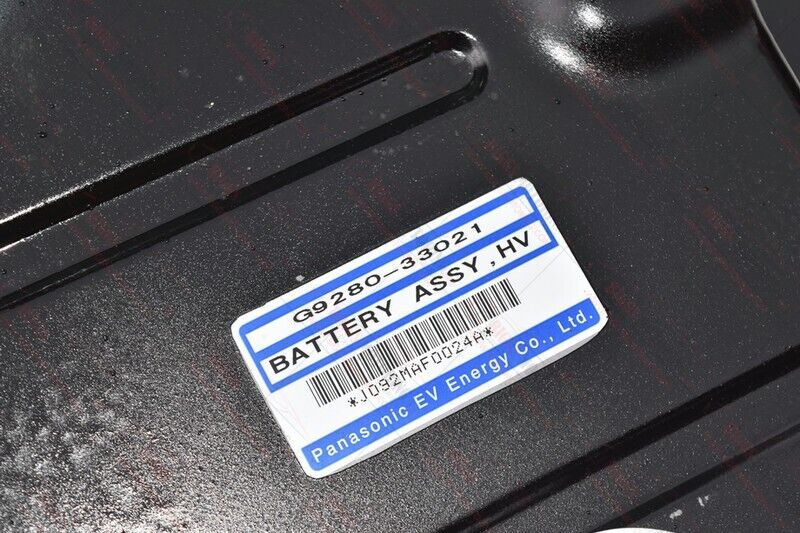 G9280-33021
BATTERY ASSY,HV
*J092MAF0024A*
Panasonic EV Energy Co., Ltd.